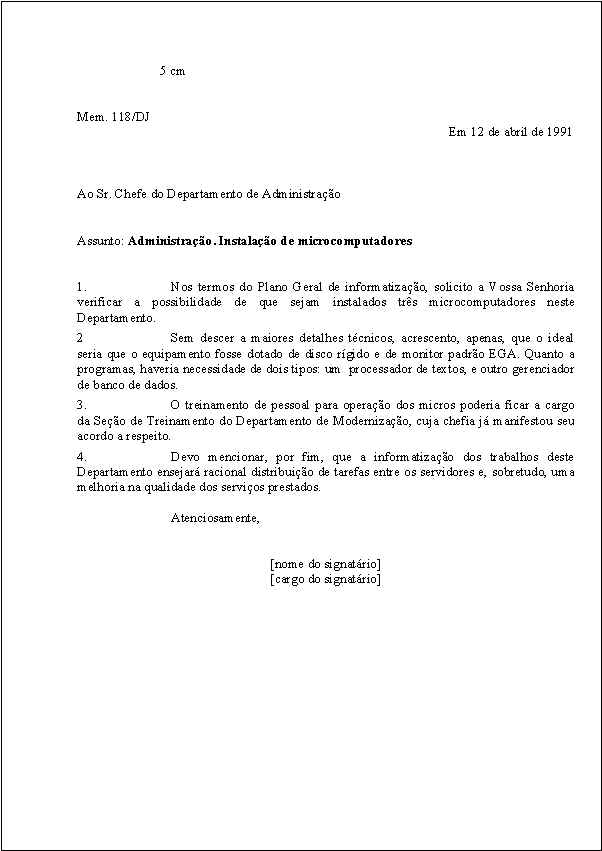 5 cm
Mem. 118/DJ
Em 12 de abril de 1991
Ao Sr. Chefe do Departamento de Administração
Assunto: Administração. Instalação de microcomputadores
1. Nos termos do Plano Geral de informatização, solicito a Vossa Senhoria
verificar a possibilidade de que sejam instalados três microcomputadores neste
Departamento.
2 Sem descer a maiores detalhes técnicos, acrescento, apenas, que o ideal
seria que o equipamento fosse dotado de disco rígido e de monitor padrão EGA. Quanto a
programas, haveria necessidade de dois tipos: um processador de textos, e outro gerenciador
de banco de dados.
3. O treinamento de pessoal para operação dos micros poderia ficar a cargo
da Seção de Treinamento do Departamento de Modernização, cuja chefia já manifestou seu
acordo a respeito.
4. Devo mencionar, por fim, que a informatização dos trabalhos deste
Departamento ensejará racional distribuição de tarefas entre os servidores e, sobretudo, uma
melhoria na qualidade dos serviços prestados.
Atenciosamente,
[nome do signatário]
[cargo do signatário]